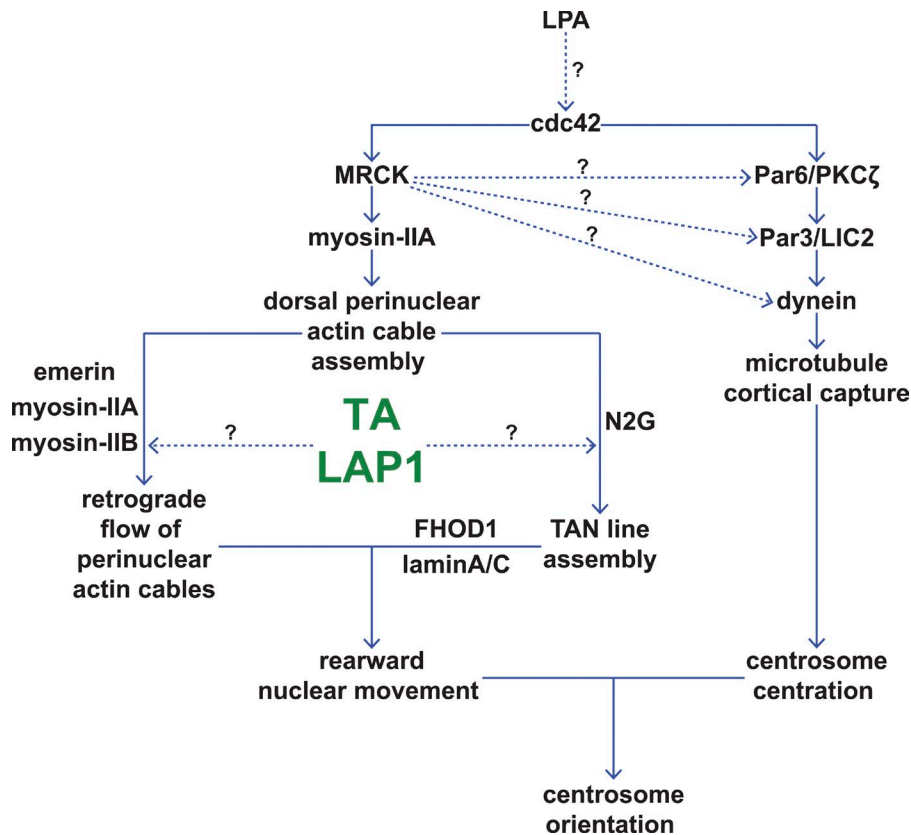 LPA
?
cdc42
MRCK
?
Par6/PKCζ
?
myosin-IIA
?
Par3/LIC2
dorsal perinuclear
actin cable
assembly
dynein
microtubule
cortical capture
emerin
myosin-IIA
myosin-IIB
?
TA
LAP1
?
N2G
retrograde
flow of
perinuclear
actin cables
FHOD1
laminA/C
TAN line
assembly
rearward
nuclear movement
centrosome
centration
centrosome
orientation